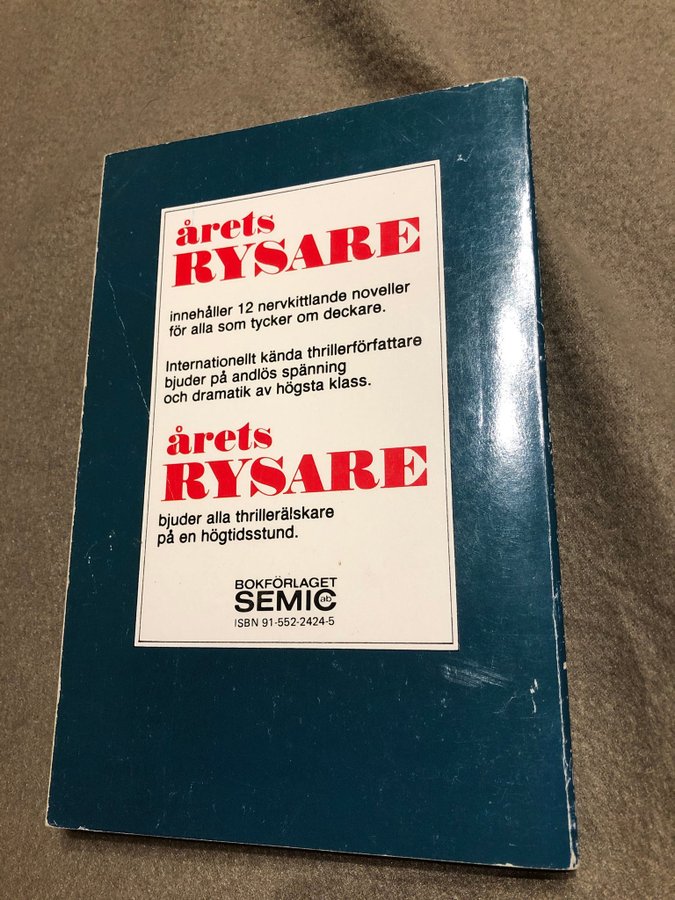 årets
RYSARE
innehåller 12 nervkittlande noveller
för alla som tycker om deckare.
Internationellt kända thrillerförfattare
bjuder på andlös spänning
och dramatik av högsta klass.
årets
RYSARE
bjuder alla thrillerälskare
på en högtidsstund.
BOKFÖRLAGET
SEMIC ab
ISBN 91-552-2424-5